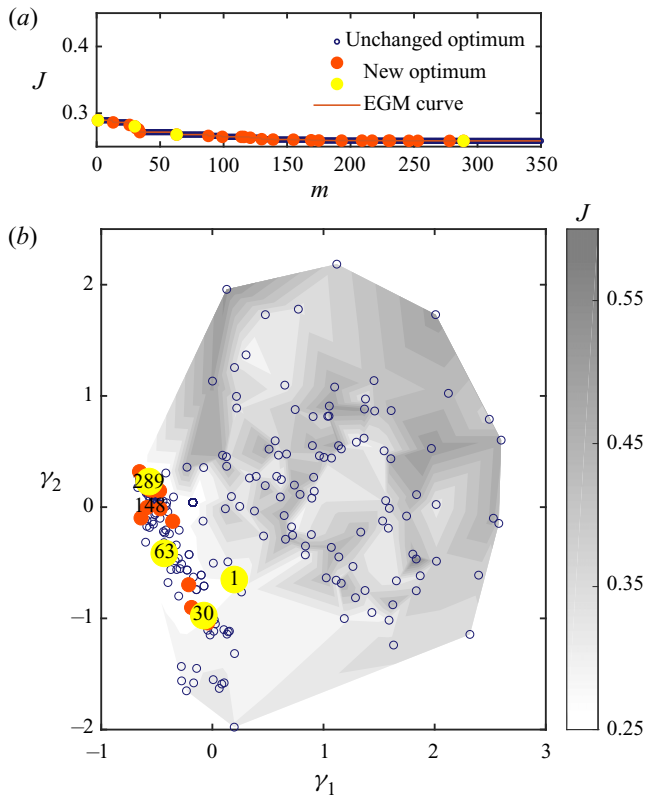 (a)
0.4
J
0.3
Unchanged optimum
New optimum
EGM curve
0 50 100 150 200 250 300 350
m
(b)
J
2
1
γ2
0
−1
−2
289
148
63
1
30
0.55
0.45
0.35
0.25
−1 0 1 2 3
γ1